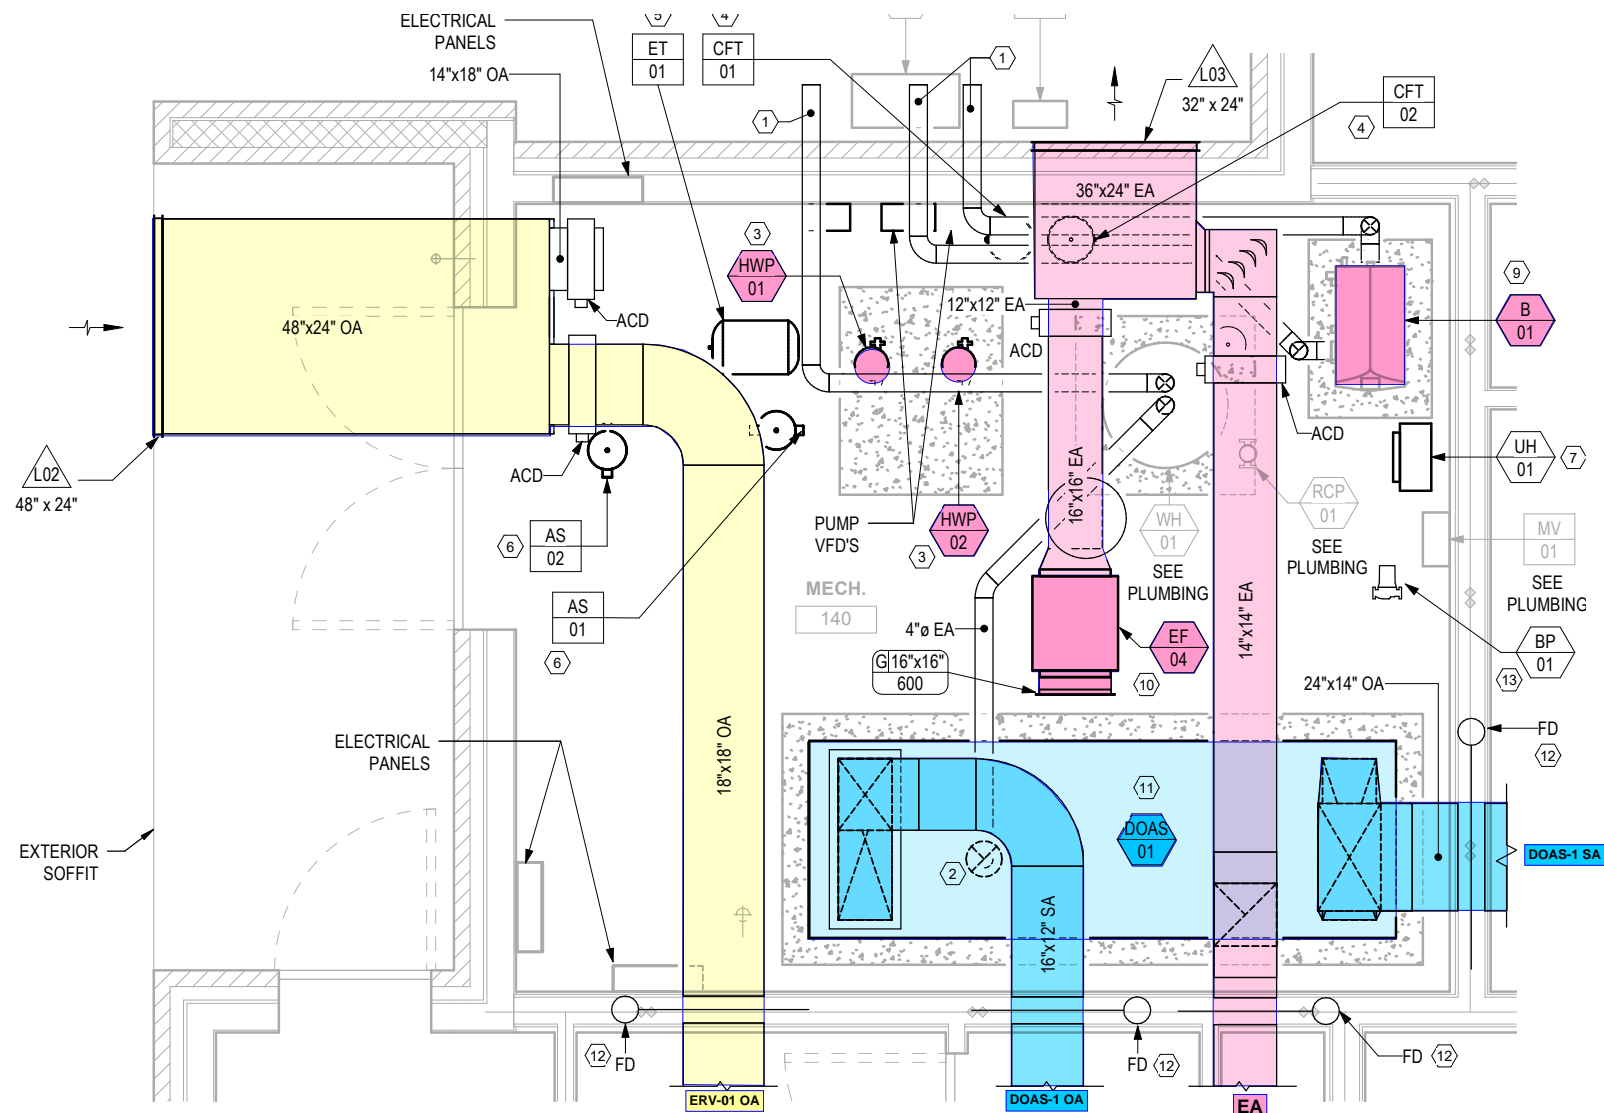 ELECTRICAL
PANELS
14"x18" OA
5
ET
01
4
CFT
01
1
1
L03
32" x 24"
CFT
02
4
36"x24" EA
3
HWP
01
12"x12" EA
ACD
ACD
48"x24" OA
9
B
01
L02
48" x 24"
ACD
ACD
UH
01
7
16"x16" EA
RCP
01
SEE
PLUMBING
WH
01
SEE
PLUMBING
MV
01
SEE
PLUMBING
PUMP
VFD'S
HWP
02
3
6
AS
02
AS
01
6
MECH.
140
4"ø EA
EF
04
10
G 16"x16"
600
14"x14" EA
BP
01
13
24"x14" OA
FD
12
ELECTRICAL
PANELS
18"x18" OA
11
DOAS
01
2
16"x12" SA
DOAS-1 SA
EXTERIOR
SOFFIT
12
FD
FD
12
FD
12
ERV-01 OA
DOAS-1 OA
EA